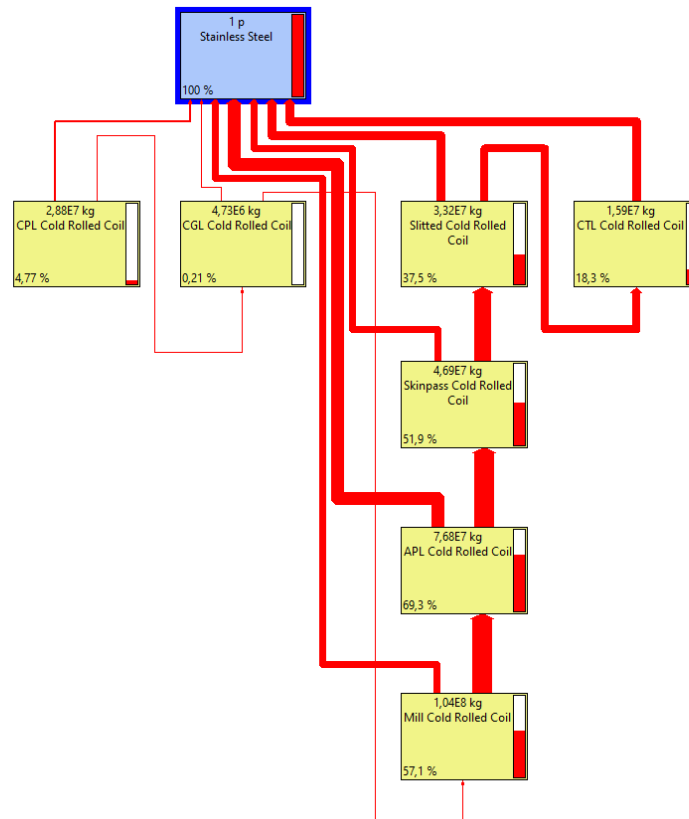 1 p
Stainless Steel
100 %
2,88E7 kg
CPL Cold Rolled Coil
4,77 %
4,73E6 kg
CGL Cold Rolled Coil
0,21 %
3,32E7 kg
Slitted Cold Rolled
Coil
37,5 %
1,59E7 kg
CTL Cold Rolled Coil
18,3 %
4,69E7 kg
Skinpass Cold Rolled
Coil
51,9 %
7,68E7 kg
APL Cold Rolled Coil
69,3 %
1,04E8 kg
Mill Cold Rolled Coil
57,1 %